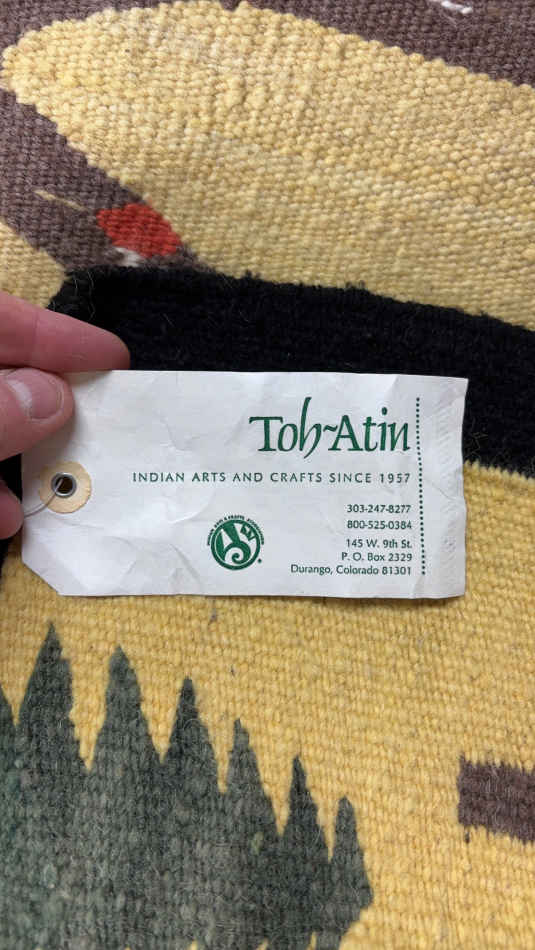 Toh-Atin
INDIAN ARTS AND CRAFTS SINCE 1957
303-247-8277
800-525-0384
145 W. 9th St.
P. O. Box 2329
Durango, Colorado 81301